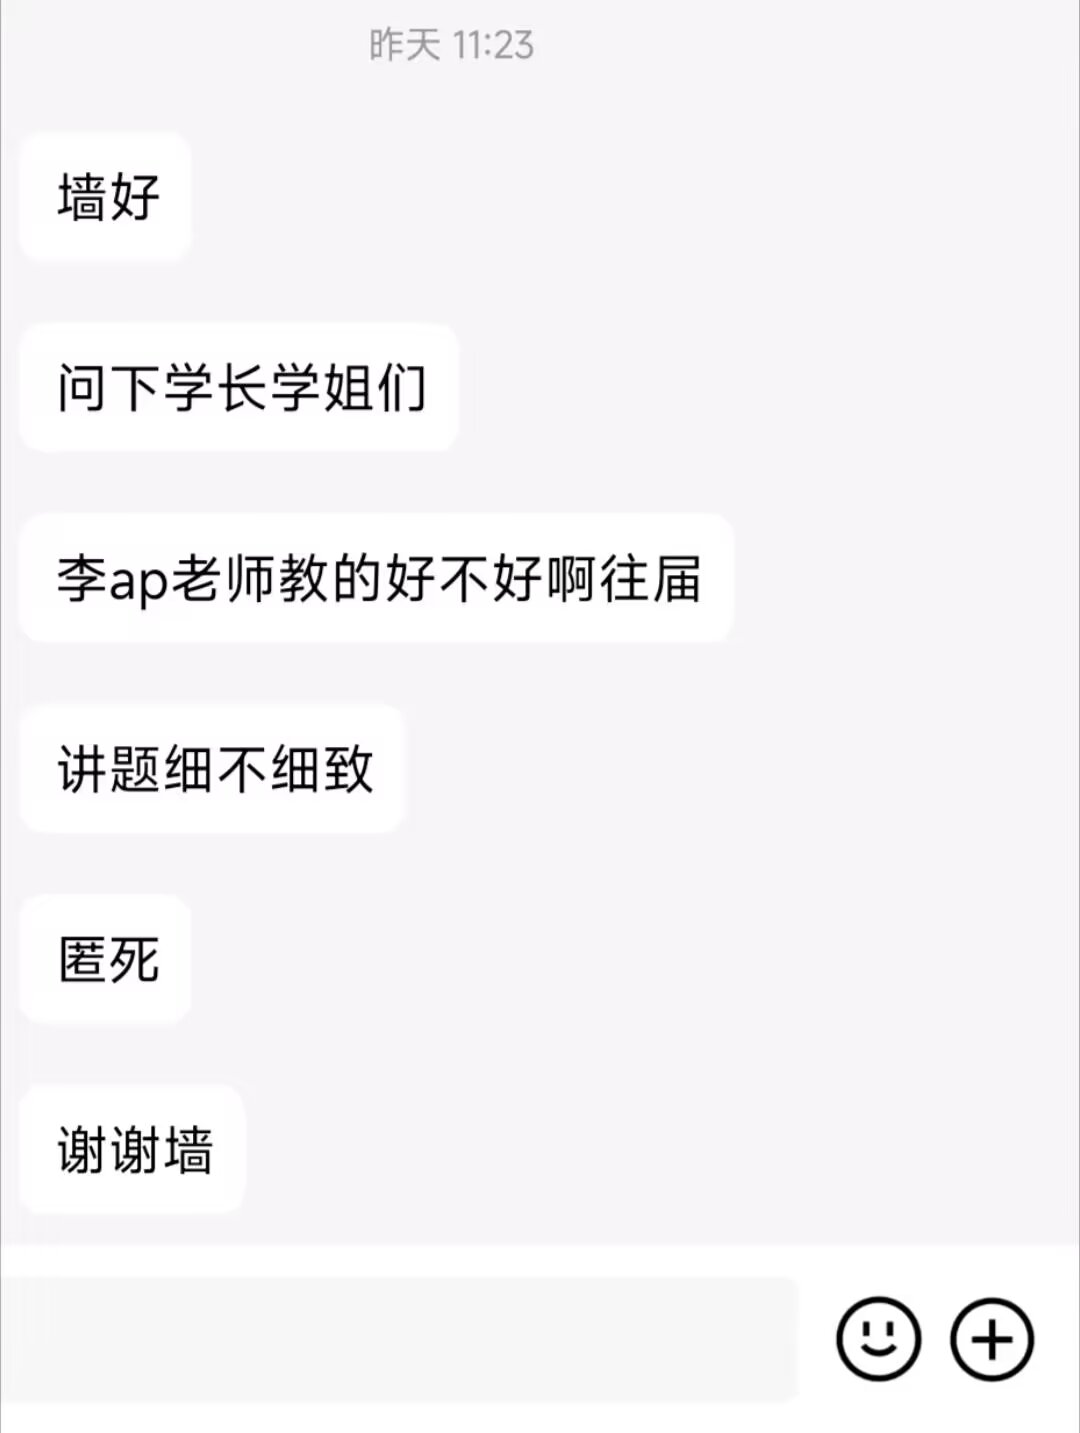 昨天 11:23
墙好
问下学长学姐们
李ap老师教的好不好啊往届
讲题细不细致
匿死
谢谢墙